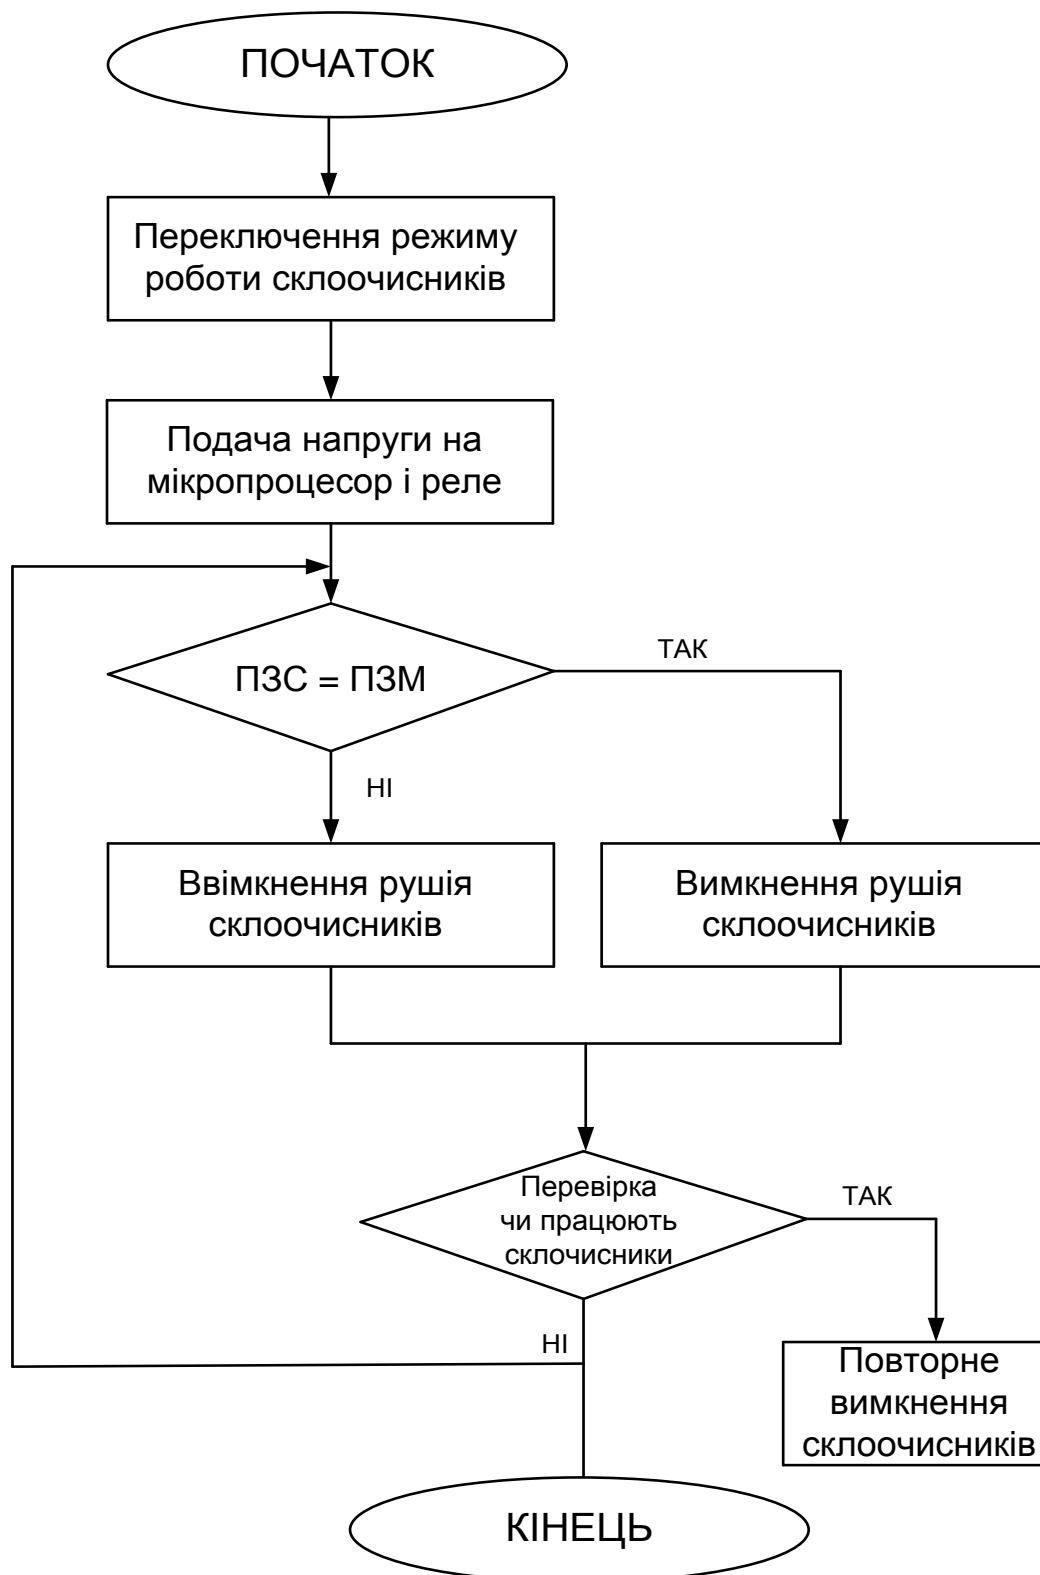 ПОЧАТОК
Переключення режиму
роботи склоочисників
Подача напруги на
мікропроцесор і реле
ПЗС = ПЗМ
ТАК
НІ
Ввімкнення рушія
склоочисників
Вимкнення рушія
склоочисників
Перевірка
чи працюють
склочисники
ТАК
НІ
Повторне
вимкнення
склоочисників
КІНЕЦЬ